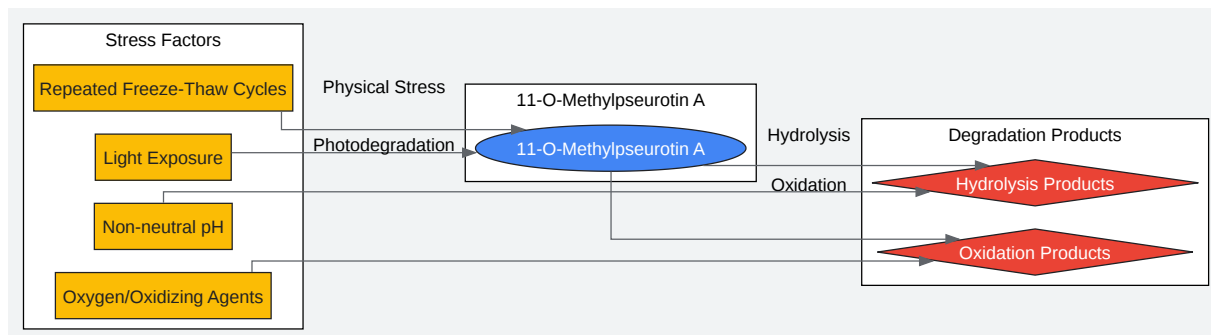 Stress Factors
Repeated Freeze-Thaw Cycles
Light Exposure
Non-neutral pH
Oxygen/Oxidizing Agents
Physical Stress
Photodegradation
11-O-Methylpseurotin A
11-O-Methylpseurotin A
Hydrolysis
Oxidation
Degradation Products
Hydrolysis Products
Oxidation Products